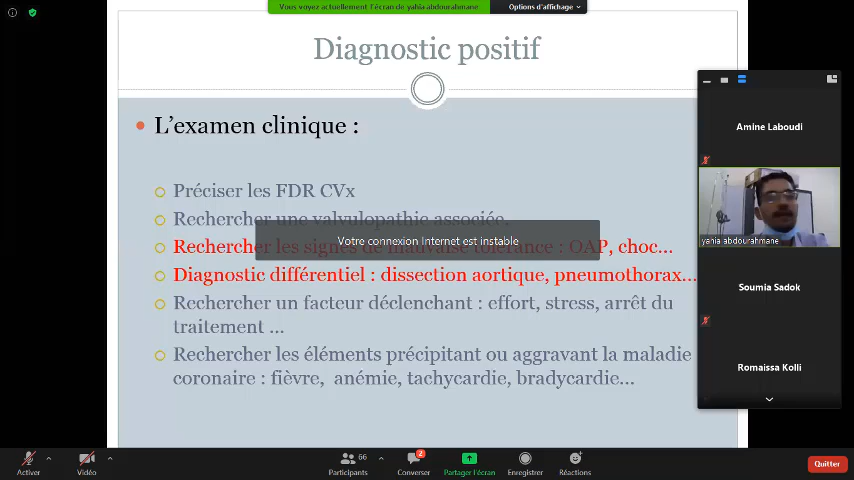 Vous voyez actuellement l'écran de yahia abdourahmane
Options d'affichage
Diagnostic positif
L'examen clinique :
Préciser les FDR CVx
Rechercher une valvulopathie associée.
Votre connexion Internet est instable
Rechercher les signes de mauvaise tolérance : OAP, choc...
Diagnostic différentiel : dissection aortique, pneumothorax...
Rechercher un facteur déclenchant : effort, stress, arrêt du
traitement ...
Rechercher les éléments précipitant ou aggravant la maladie
coronaire : fièvre, anémie, tachycardie, bradycardie...
Amine Laboudi
yahia abdourahmane
Soumia Sadok
Romaissa Kolli
Activer
Vidéo
66
Participants
2
Converser
Partager l'écran
Enregistrer
Réactions
Quitter